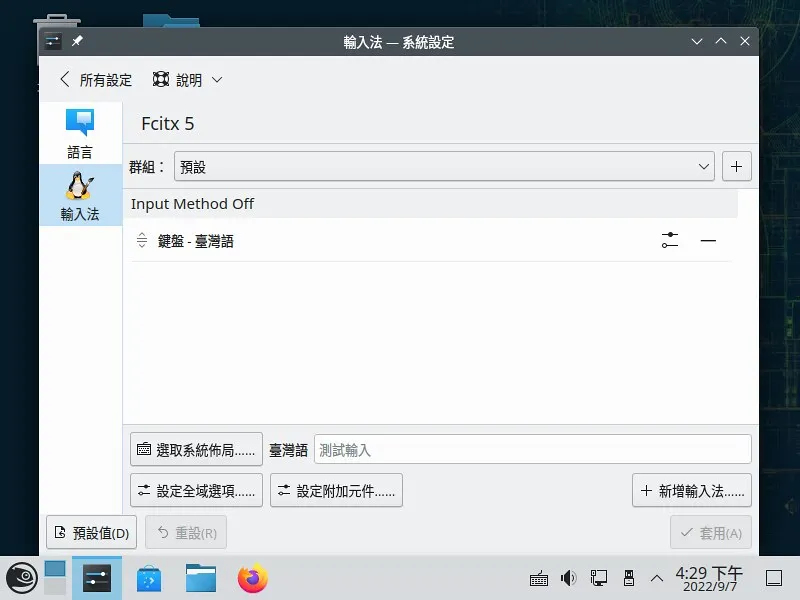 輸入法 — 系統設定
所有設定
說明
語言
輸入法
Fcitx 5
群組：
預設
Input Method Off
鍵盤 - 臺灣語
選取系統佈局......
臺灣語
測試輸入
設定全域選項......
設定附加元件......
新增輸入法......
預設值(D)
重設(R)
套用(A)
4:29 下午
2022/9/7